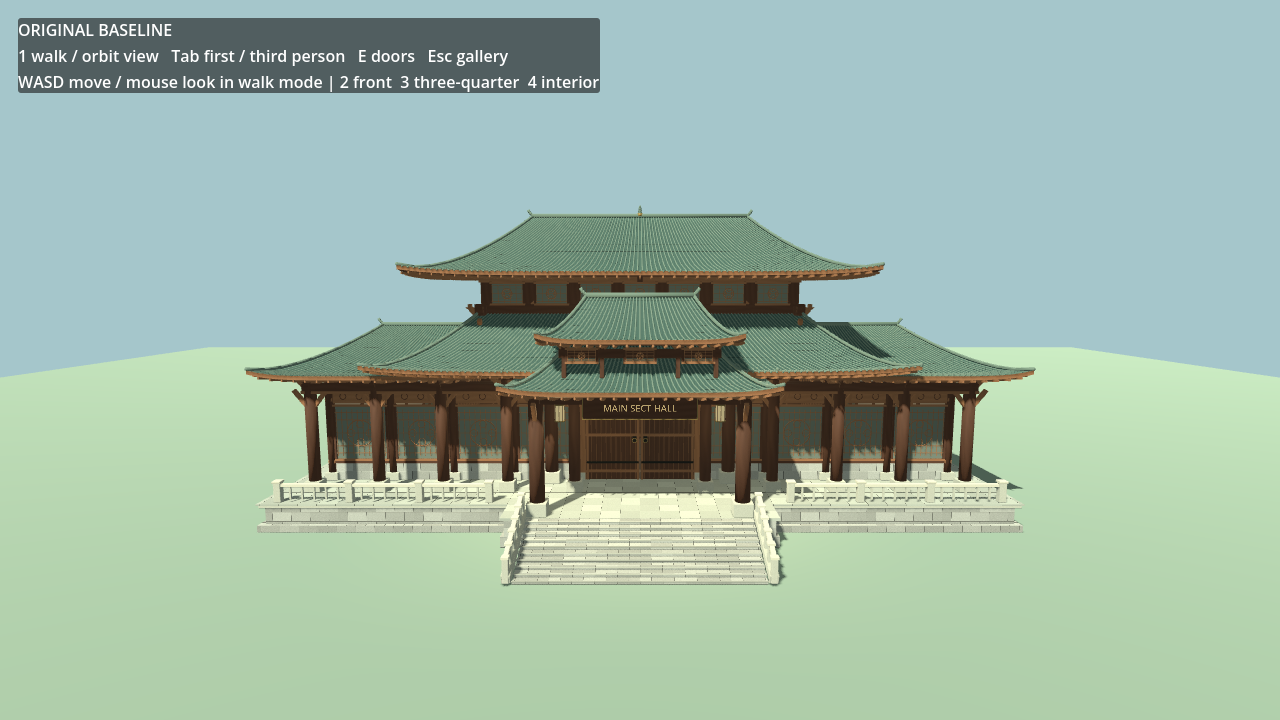 ORIGINAL BASELINE
1 walk / orbit view   Tab first / third person   E doors   Esc gallery
WASD move / mouse look in walk mode | 2 front  3 three-quarter  4 interior
MAIN SECT HALL